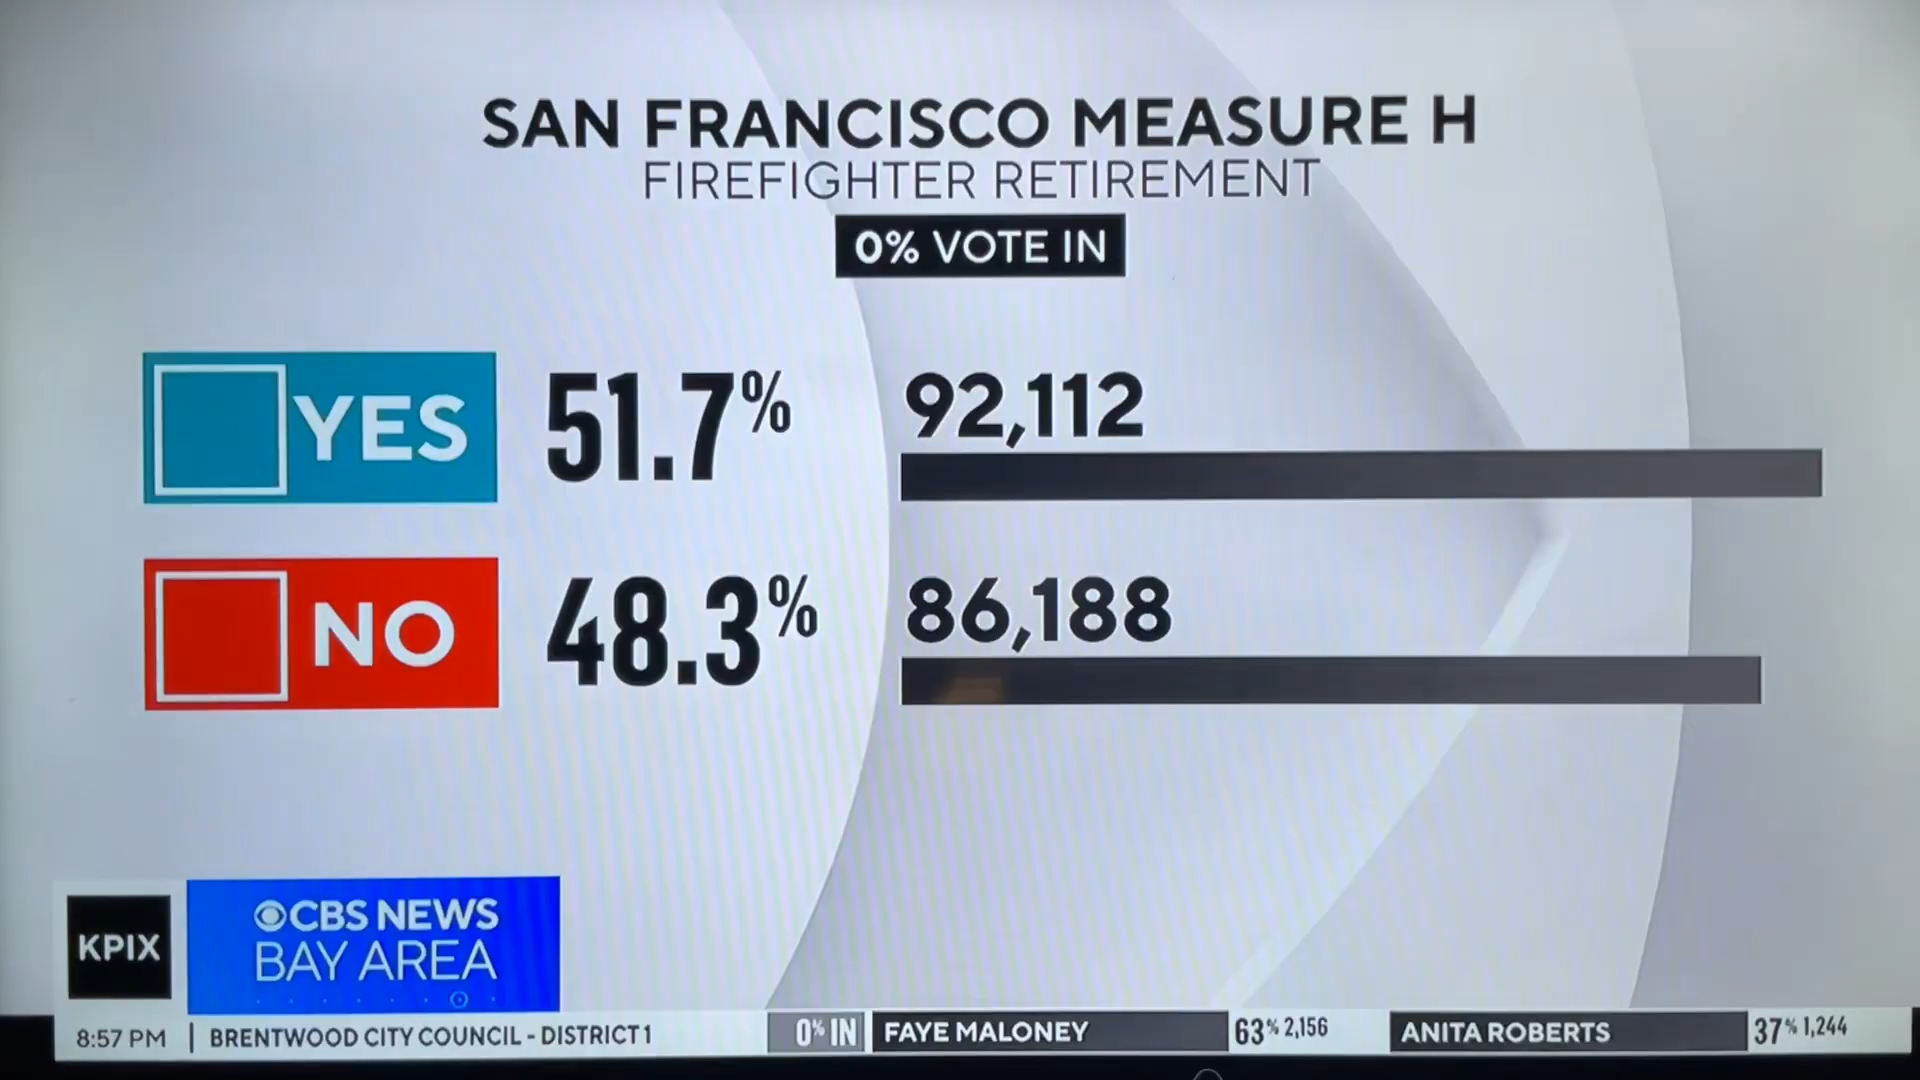 SAN FRANCISCO MEASURE H
FIREFIGHTER RETIREMENT
0% VOTE IN
YES 51.7% 92,112
NO 48.3% 86,188
KPIX
CBS NEWS
BAY AREA
8:57 PM | BRENTWOOD CITY COUNCIL - DISTRICT 1 0% IN FAYE MALONEY 63% 2,156 ANITA ROBERTS 37% 1,244